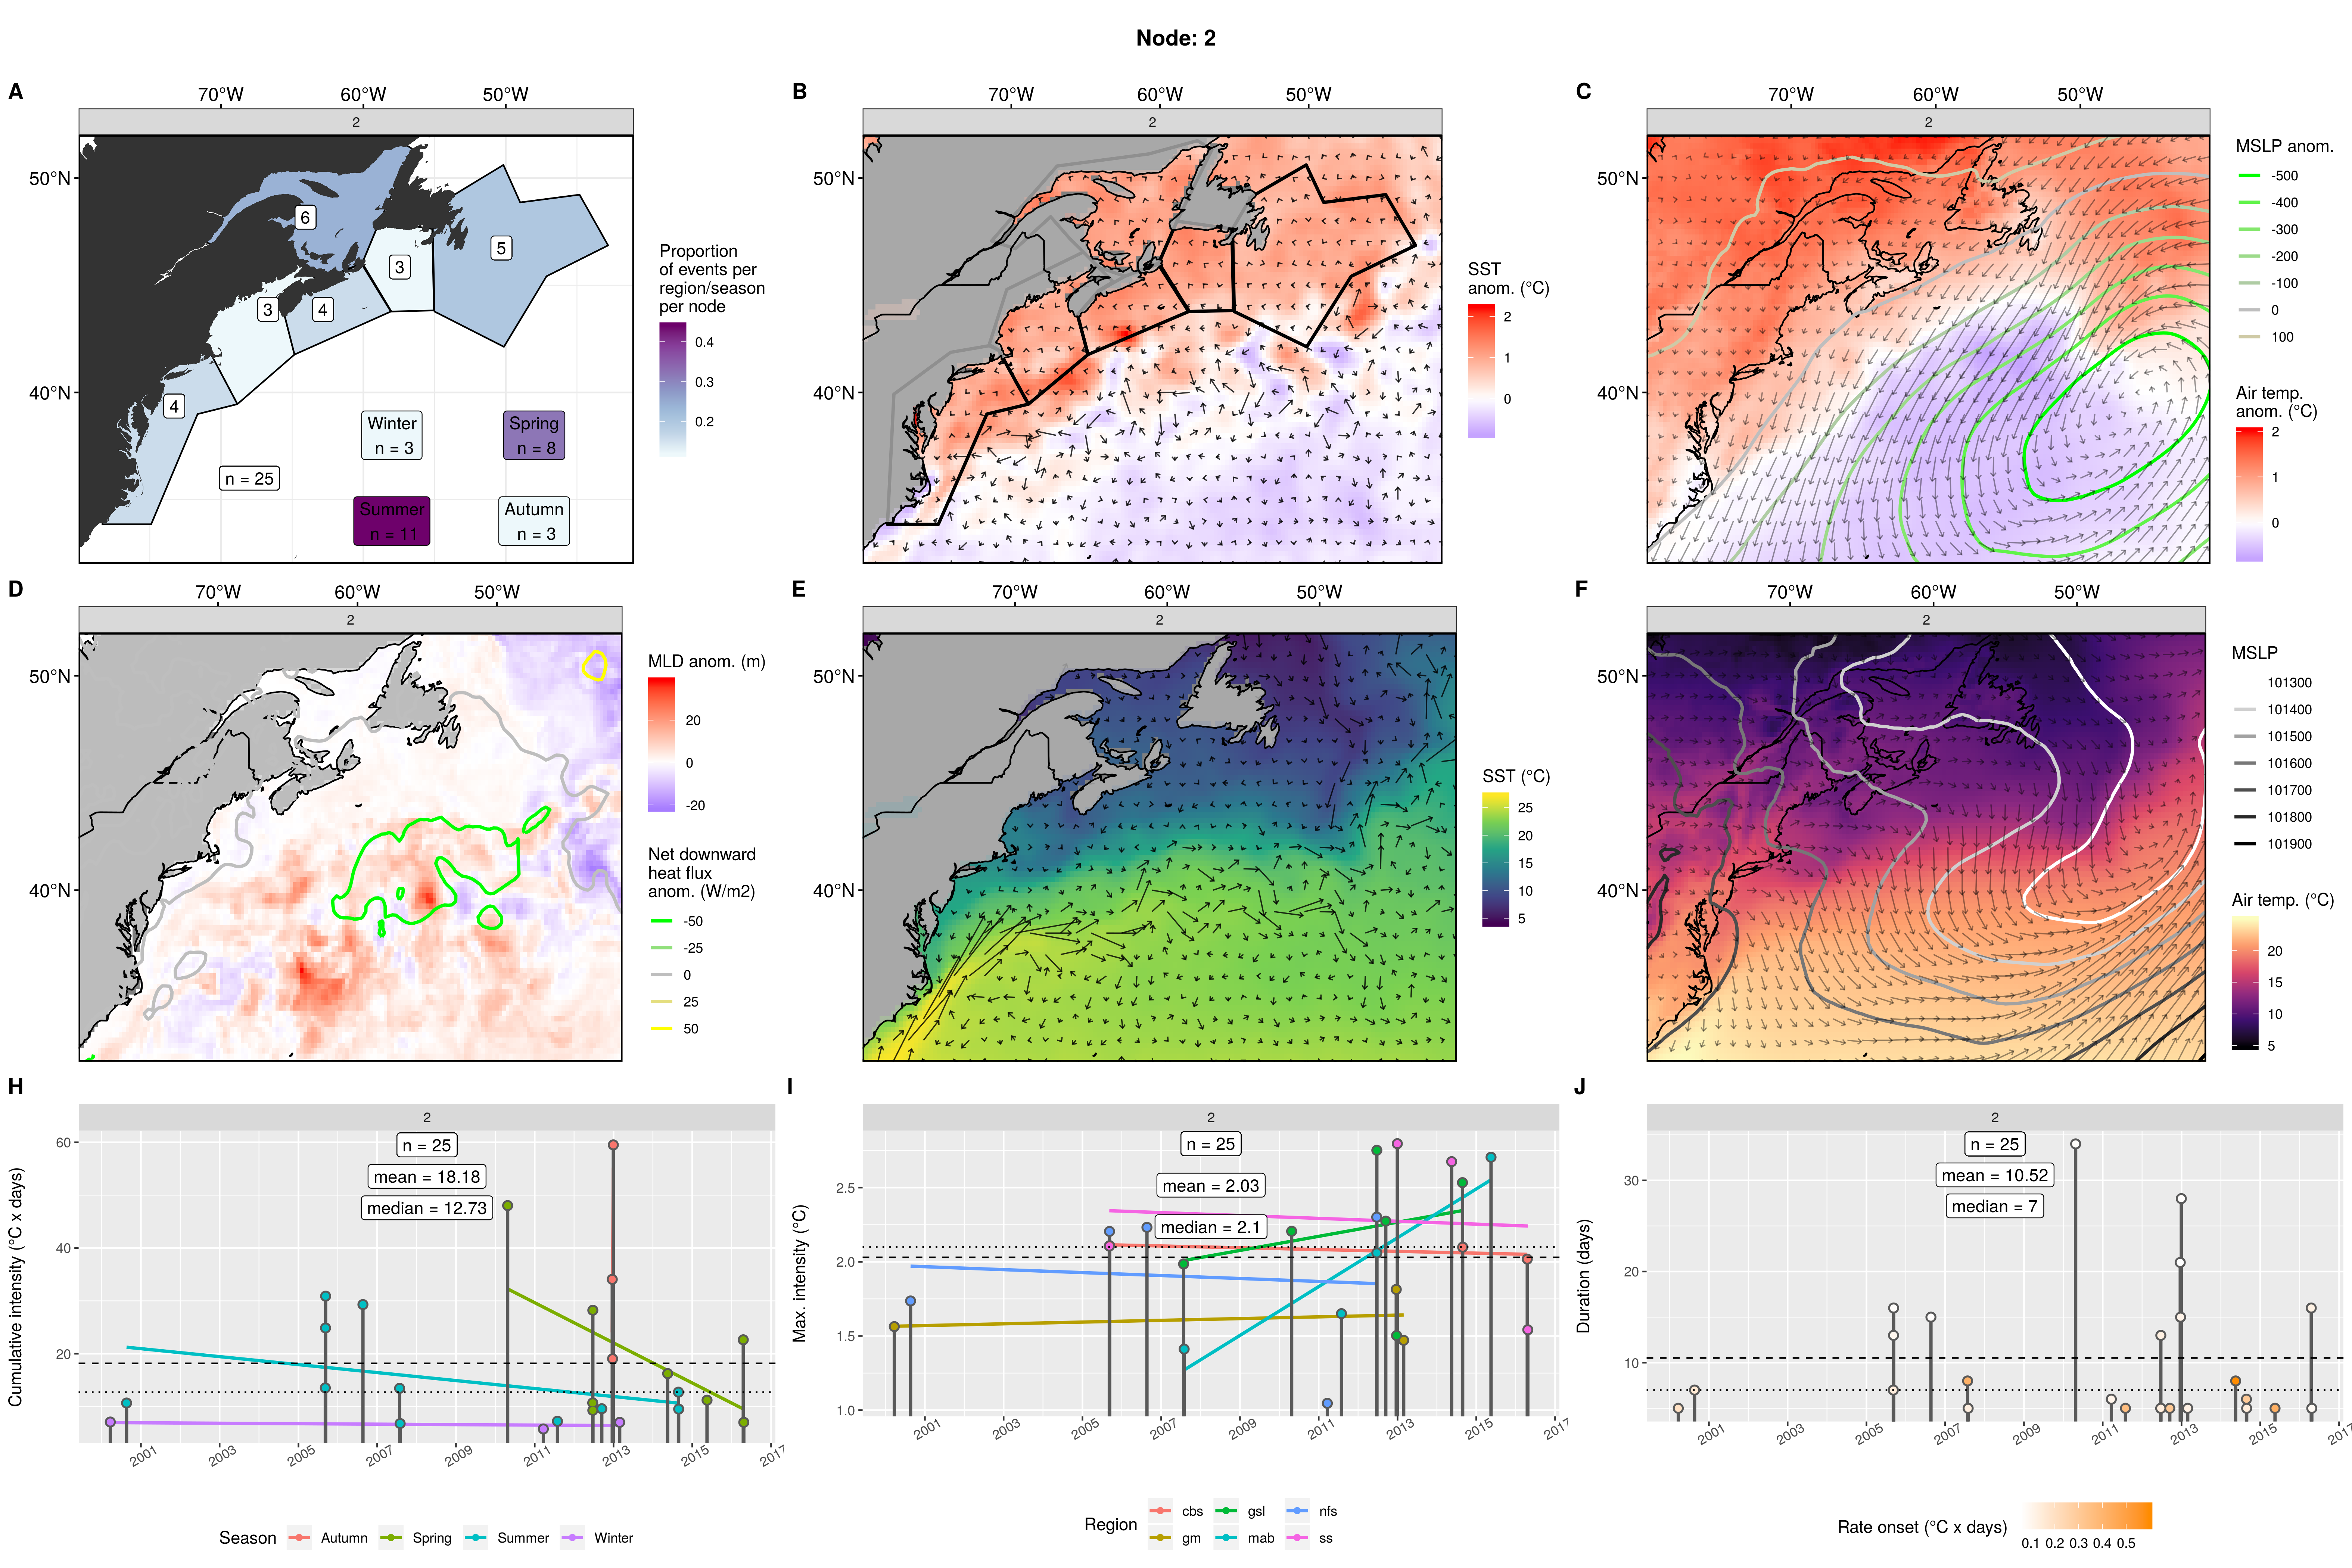 Node: 2
A
70°W 60°W 50°W
2
50°N
40°N
6
5
3
3
4
4
n = 25
Winter
n = 3
Spring
n = 8
Summer
n = 11
Autumn
n = 3
Proportion
of events per
region/season
per node
0.4
0.3
0.2
B
70°W 60°W 50°W
2
50°N
40°N
SST
anom. (°C)
2
1
0
C
70°W 60°W 50°W
2
50°N
40°N
MSLP anom.
-500
-400
-300
-200
-100
0
100
Air temp.
anom. (°C)
2
1
0
D
70°W 60°W 50°W
2
50°N
40°N
MLD anom. (m)
20
0
-20
Net downward
heat flux
anom. (W/m2)
-50
-25
0
25
50
E
70°W 60°W 50°W
2
50°N
40°N
SST (°C)
25
20
15
10
5
F
70°W 60°W 50°W
2
50°N
40°N
MSLP
101300
101400
101500
101600
101700
101800
101900
Air temp. (°C)
20
15
10
5
H
2
n = 25
mean = 18.18
median = 12.73
Cumulative intensity (°C x days)
60
40
20
2001 2003 2005 2007 2009 2011 2013 2015 2017
Season Autumn Spring Summer Winter
I
2
n = 25
mean = 2.03
median = 2.1
Max. intensity (°C)
2.5
2.0
1.5
1.0
2001 2003 2005 2007 2009 2011 2013 2015 2017
Region
cbs gsl nfs
gm mab ss
J
2
n = 25
mean = 10.52
median = 7
Duration (days)
30
20
10
2001 2003 2005 2007 2009 2011 2013 2015 2017
Rate onset (°C x days)
0.1 0.2 0.3 0.4 0.5